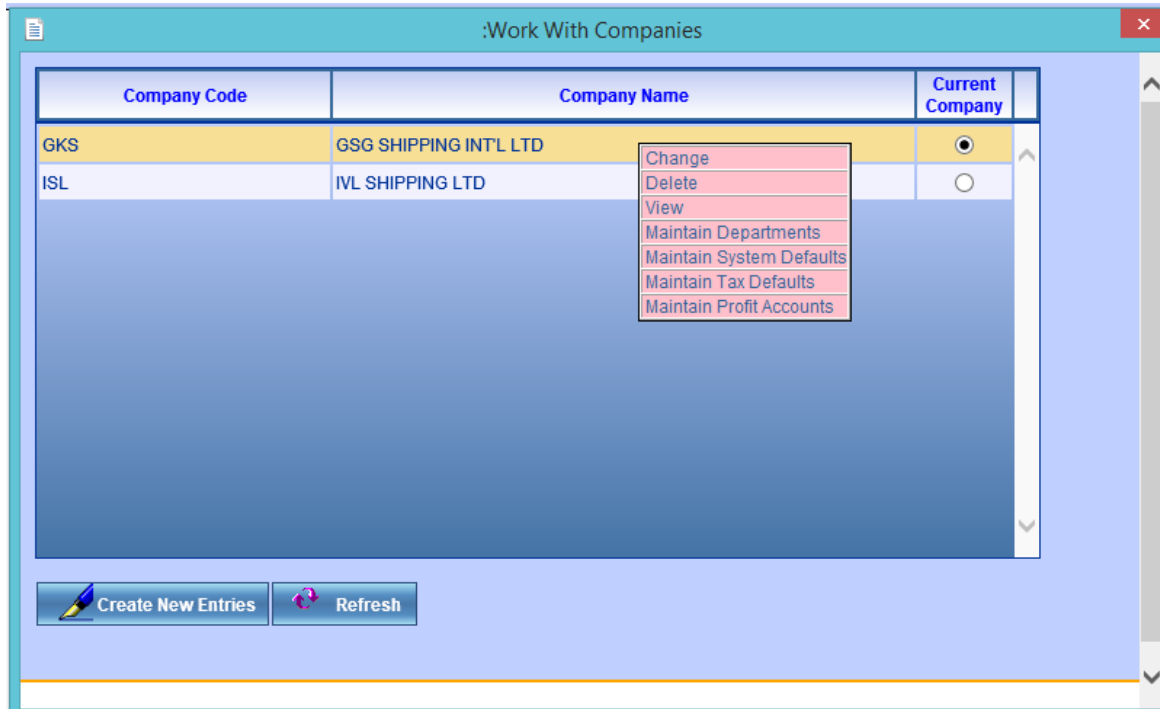 :Work With Companies
Company Code
Company Name
Current
Company
GKS
GSG SHIPPING INT'L LTD
ISL
IVL SHIPPING LTD
Change
Delete
View
Maintain Departments
Maintain System Defaults
Maintain Tax Defaults
Maintain Profit Accounts
Create New Entries
Refresh